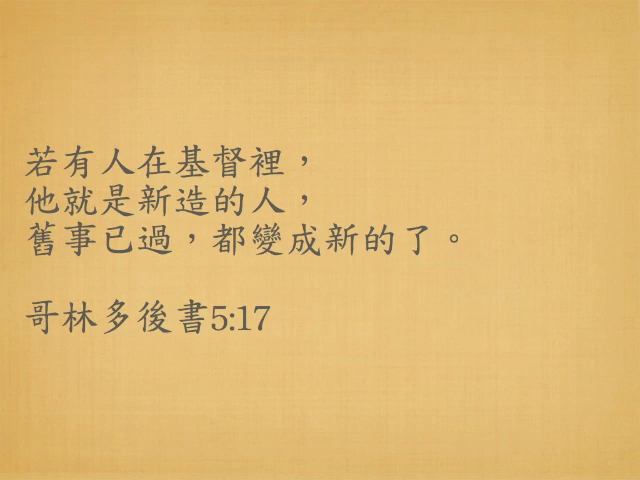 若有人在基督裡，
他就是新造的人，
舊事已過，都變成新的了。
哥林多後書5:17